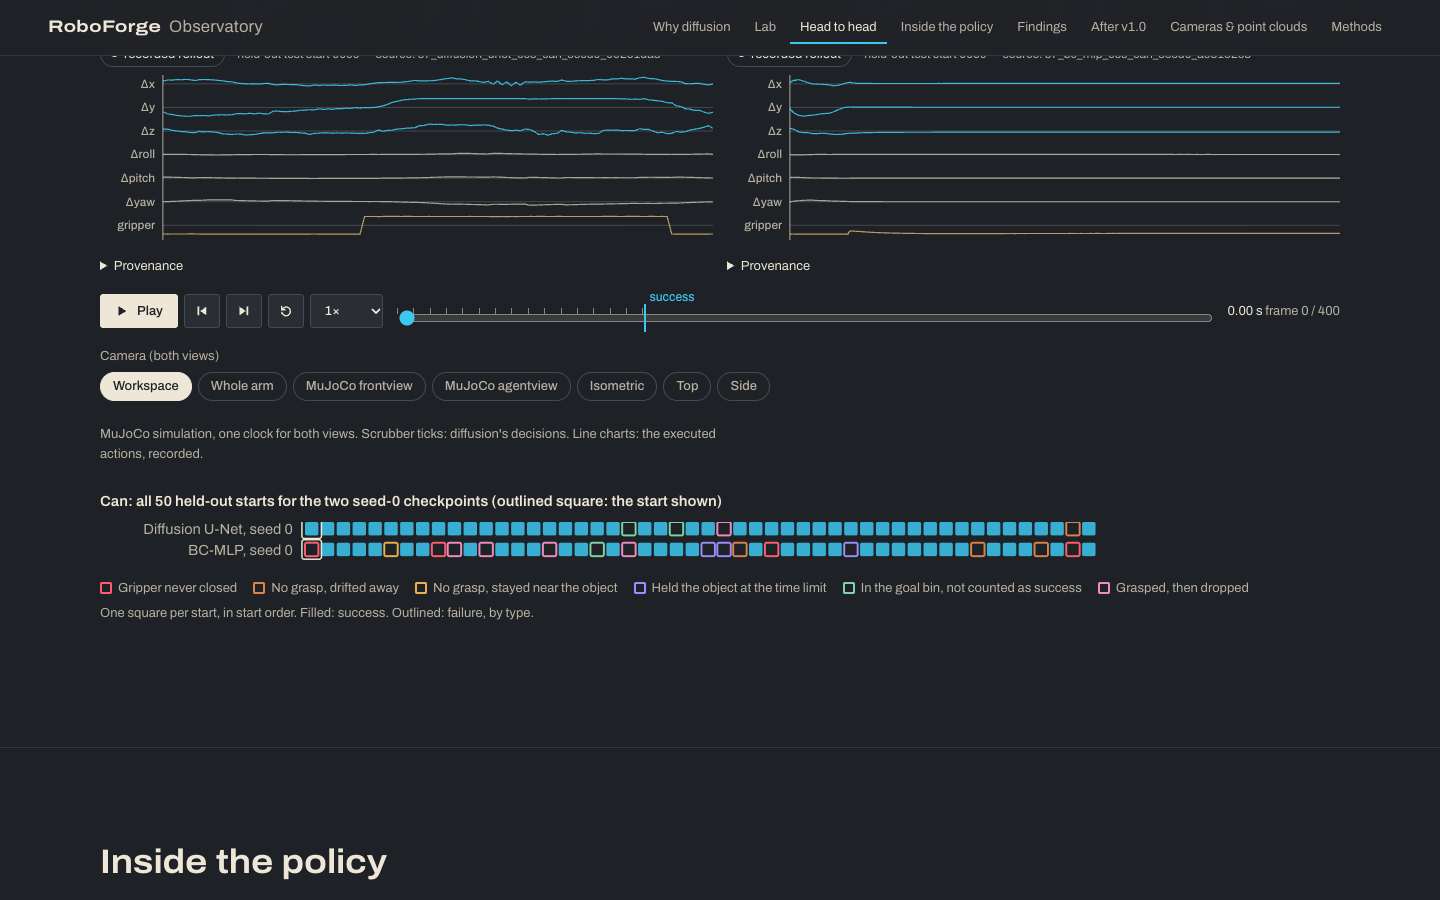 RoboForge Observatory
Why diffusion
Lab
Head to head
Inside the policy
Findings
After v1.0
Cameras & point clouds
Methods
Δx
Δy
Δz
Δroll
Δpitch
Δyaw
gripper
Δx
Δy
Δz
Δroll
Δpitch
Δyaw
gripper
Provenance
Provenance
success
Play
1×
0.00 s frame 0 / 400
Camera (both views)
Workspace
Whole arm
MuJoCo frontview
MuJoCo agentview
Isometric
Top
Side
MuJoCo simulation, one clock for both views. Scrubber ticks: diffusion's decisions. Line charts: the executed
actions, recorded.
Can: all 50 held-out starts for the two seed-0 checkpoints (outlined square: the start shown)
Diffusion U-Net, seed 0
BC-MLP, seed 0
Gripper never closed
No grasp, drifted away
No grasp, stayed near the object
Held the object at the time limit
In the goal bin, not counted as success
Grasped, then dropped
One square per start, in start order. Filled: success. Outlined: failure, by type.
Inside the policy